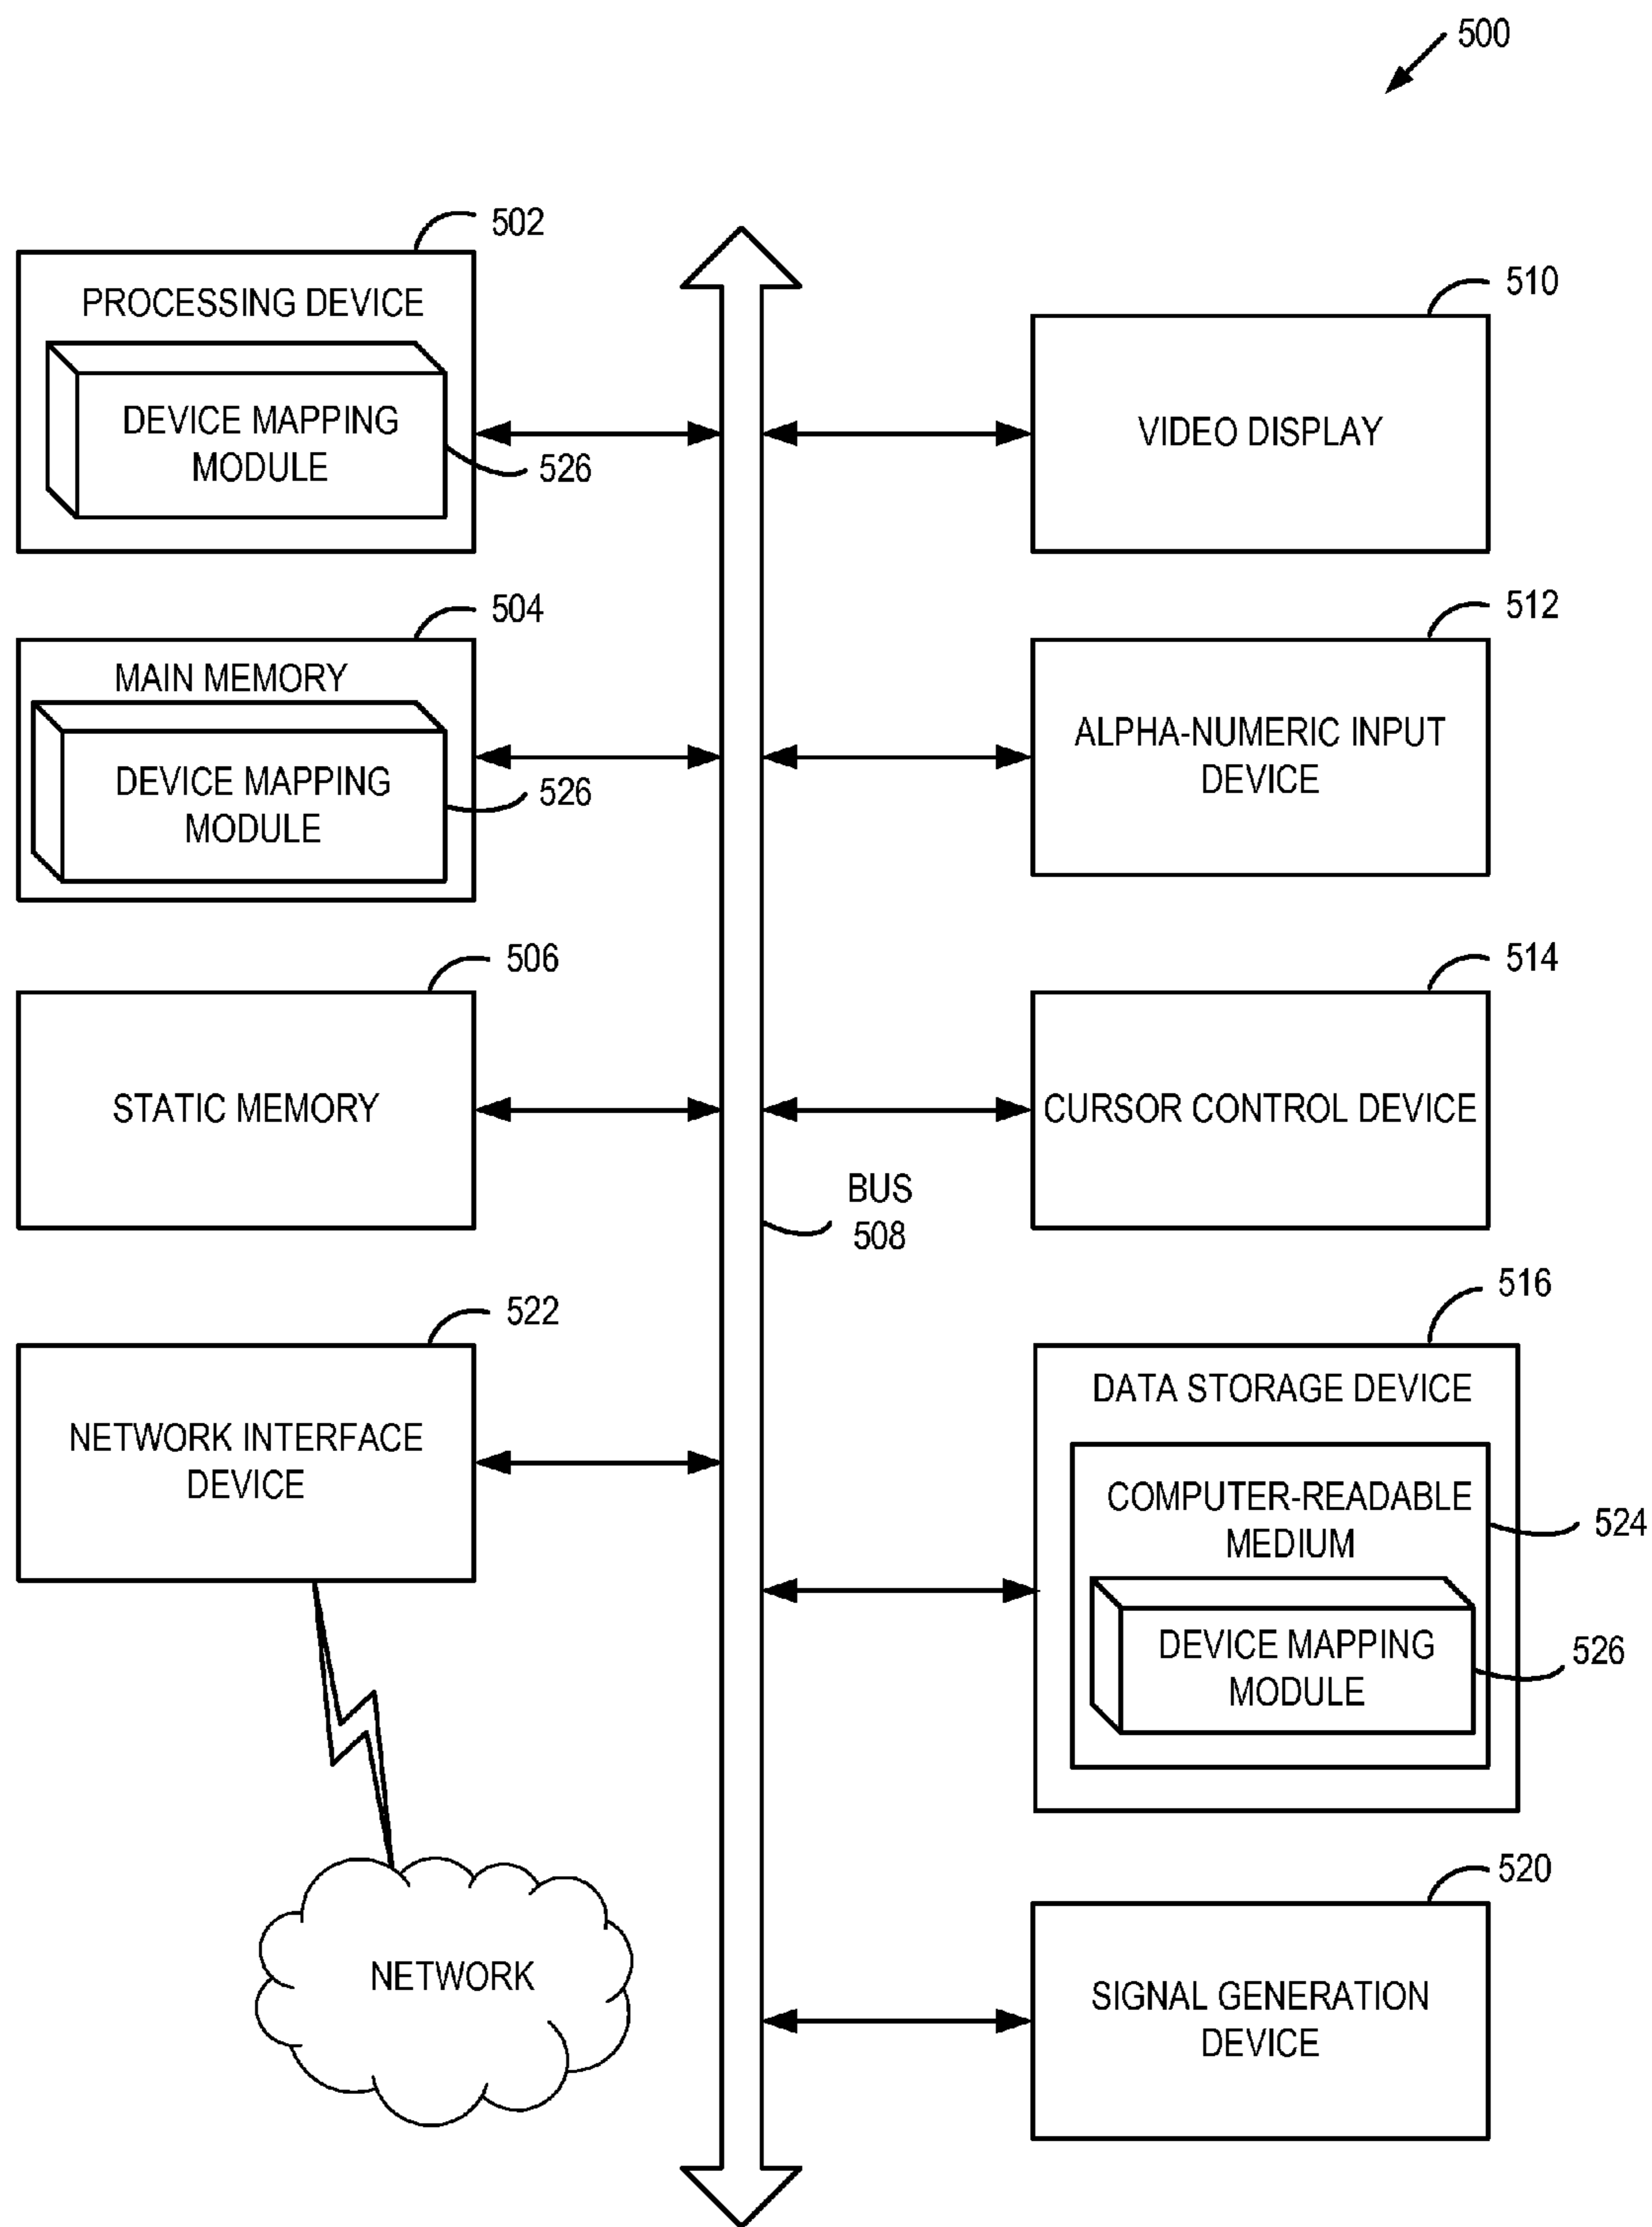 500
502
PROCESSING DEVICE
DEVICE MAPPING
MODULE
526
510
VIDEO DISPLAY
504
MAIN MEMORY
DEVICE MAPPING
MODULE
526
512
ALPHA-NUMERIC INPUT
DEVICE
506
STATIC MEMORY
514
CURSOR CONTROL DEVICE
BUS
508
522
NETWORK INTERFACE
DEVICE
516
DATA STORAGE DEVICE
COMPUTER-READABLE
MEDIUM
524
DEVICE MAPPING
MODULE
526
NETWORK
520
SIGNAL GENERATION
DEVICE